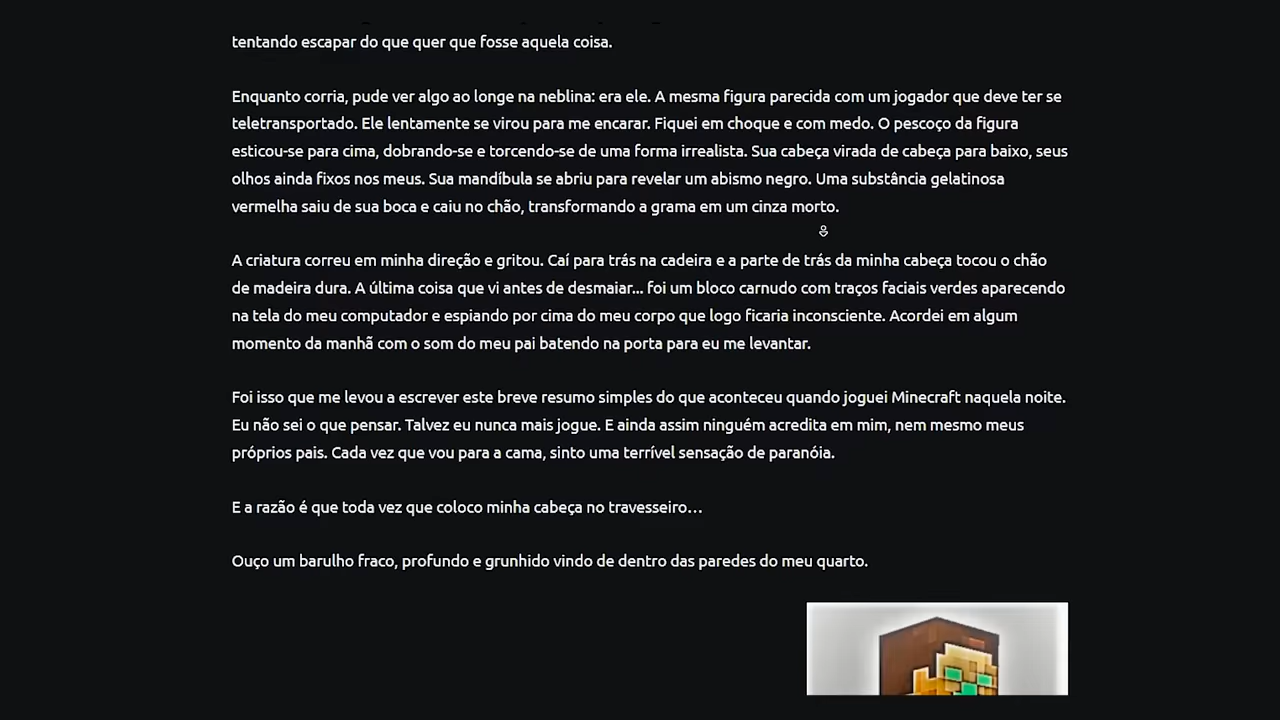 tentando escapar do que quer que fosse aquela coisa.
Enquanto corria, pude ver algo ao longe na neblina: era ele. A mesma figura parecida com um jogador que deve ter se
teletransportado. Ele lentamente se virou para me encarar. Fiquei em choque e com medo. O pescoço da figura
esticou-se para cima, dobrando-se e torcendo-se de uma forma irrealista. Sua cabeça virada de cabeça para baixo, seus
olhos ainda fixos nos meus. Sua mandíbula se abriu para revelar um abismo negro. Uma substância gelatinosa
vermelha saiu de sua boca e caiu no chão, transformando a grama em um cinza morto.
A criatura correu em minha direção e gritou. Caí para trás na cadeira e a parte de trás da minha cabeça tocou o chão
de madeira dura. A última coisa que vi antes de desmaiar... foi um bloco carnudo com traços faciais verdes aparecendo
na tela do meu computador e espiando por cima do meu corpo que logo ficaria inconsciente. Acordei em algum
momento da manhã com o som do meu pai batendo na porta para eu me levantar.
Foi isso que me levou a escrever este breve resumo simples do que aconteceu quando joguei Minecraft naquela noite.
Eu não sei o que pensar. Talvez eu nunca mais jogue. E ainda assim ninguém acredita em mim, nem mesmo meus
próprios pais. Cada vez que vou para a cama, sinto uma terrível sensação de paranóia.
E a razão é que toda vez que coloco minha cabeça no travesseiro…
Ouço um barulho fraco, profundo e grunhido vindo de dentro das paredes do meu quarto.